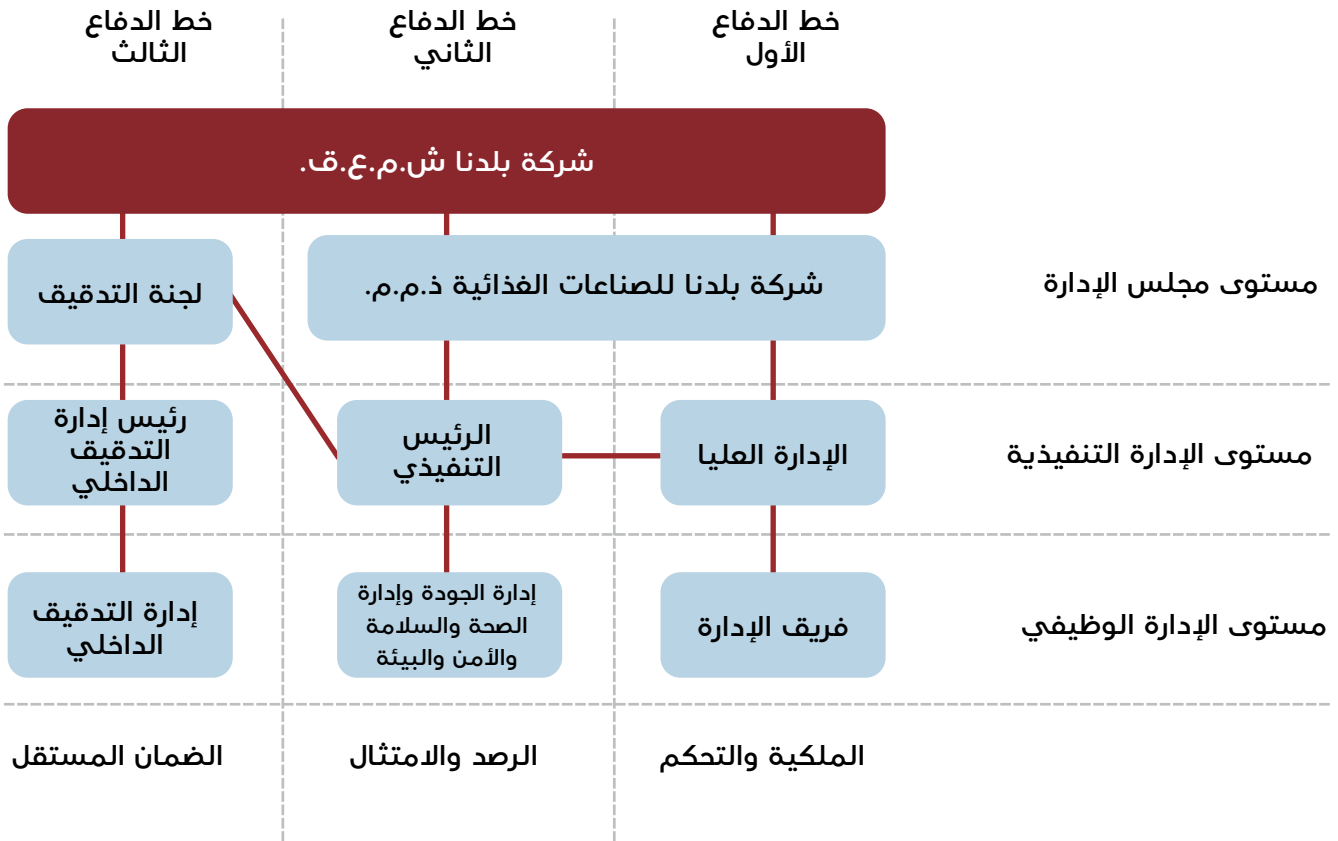 خط الدفاع
الأول
خط الدفاع
الثاني
خط الدفاع
الثالث
شركة بلدنا ش.م.ع.ق.
مستوى مجلس الإدارة
شركة بلدنا للصناعات الغذائية ذ.م.م.
لجنة التدقيق
مستوى الإدارة التنفيذية
الإدارة العليا
الرئيس
التنفيذي
رئيس إدارة
التدقيق
الداخلي
مستوى الإدارة الوظيفي
فريق الإدارة
إدارة الجودة وإدارة
الصحة والسلامة
والأمن والبيئة
إدارة التدقيق
الداخلي
الملكية والتحكم
الرصد والامتثال
الضمان المستقل